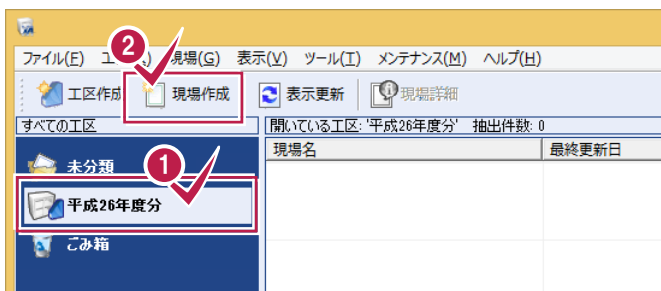 ファイル(F) 工 ) 現場(G) 表示(V) ツール(T) メンテナンス(M) ヘルプ(H)
2
工区作成 現場作成 表示更新 現場詳細
すべての工区 開いている工区: '平成26年度分' 抽出件数: 0
現場名 最終更新日
未分類
1
平成26年度分
ごみ箱